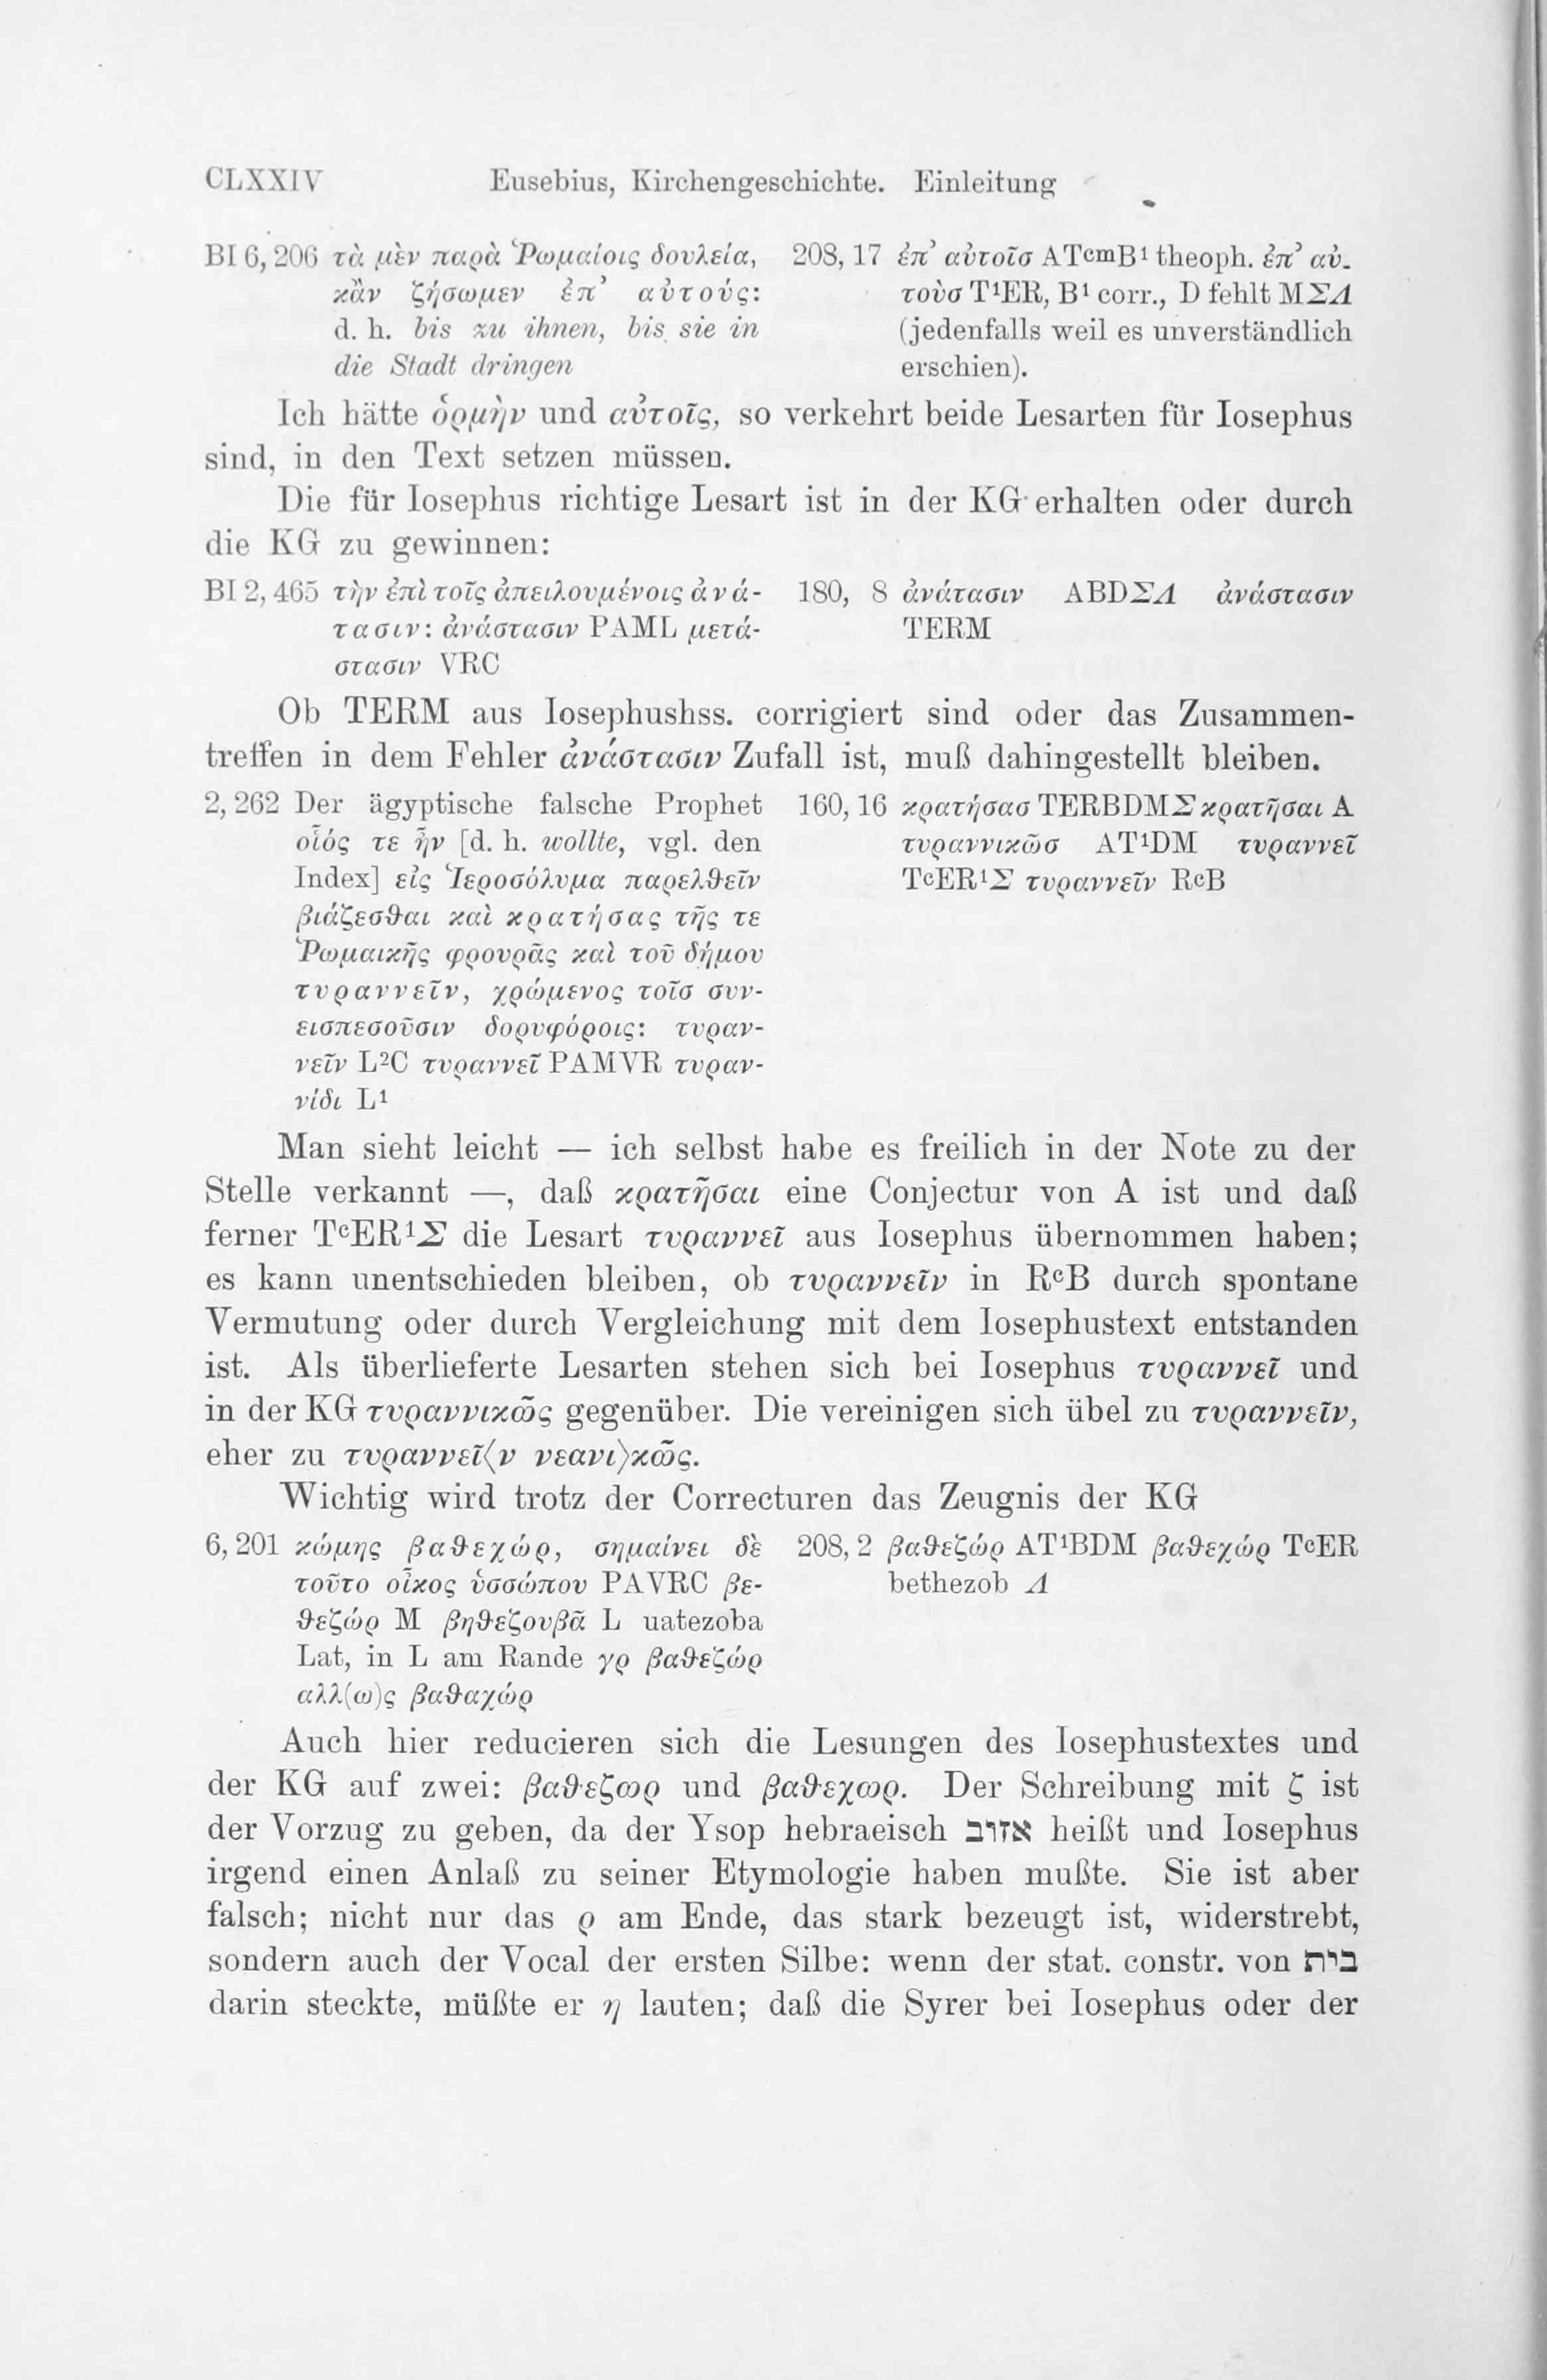 CLXXIV Eusebius, Kirchengeschichte. Einleitung
BI 6, 206 τὰ μὲν παρὰ Ῥωμαίοις δουλεία,
κἂν ζήσωμεν ἐπ’ αὐτούς:
d. h. bis zu ihnen, bis sie in
die Stadt dringen
208, 17 ἐπ’ αὐτοῖσ ATcmB¹ theoph. ἐπ’ αὐ-
τοὺσ T¹ER, B¹ corr., D fehlt MΣΛ
(jedenfalls weil es unverständlich
erschien).
Ich hätte ὁρμὴν und αὐτοῖς, so verkehrt beide Lesarten für Iosephus
sind, in den Text setzen müssen.
Die für Iosephus richtige Lesart ist in der KG erhalten oder durch
die KG zu gewinnen:
BI 2, 465 τὴν ἐπὶ τοῖς ἀπειλουμένοις ἀνά-
τασιν: ἀνάστασιν PAML μετά-
στασιν VRC
180, 8 ἀνάτασιν ABDΣΛ ἀνάστασιν
TERM
Ob TERM aus Iosephushss. corrigiert sind oder das Zusammen-
treffen in dem Fehler ἀνάστασιν Zufall ist, muß dahingestellt bleiben.
2, 262 Der ägyptische falsche Prophet
οἷός τε ἦν [d. h. wollte, vgl. den
Index] εἰς Ἱεροσόλυμα παρελθεῖν
βιάζεσθαι καὶ κρατήσας τῆς τε
Ῥωμαικῆς φρουρᾶς καὶ τοῦ δήμου
τυραννεῖν, χρώμενος τοῖσ συν-
εισπεσοῦσιν δορυφόροις: τυραν-
νεῖν L²C τυραννεῖ PAMVR τυραν-
νίδι L¹
160, 16 κρατήσασ TERBDMΣ κρατῆσαι A
τυραννικῶσ AT¹DM τυραννεῖ
TᶜER¹Σ τυραννεῖν RᶜB
Man sieht leicht — ich selbst habe es freilich in der Note zu der
Stelle verkannt —, daß κρατῆσαι eine Conjectur von A ist und daß
ferner TᶜER¹Σ die Lesart τυραννεῖ aus Iosephus übernommen haben;
es kann unentschieden bleiben, ob τυραννεῖν in RᶜB durch spontane
Vermutung oder durch Vergleichung mit dem Iosephustext entstanden
ist. Als überlieferte Lesarten stehen sich bei Iosephus τυραννεῖ und
in der KG τυραννικῶς gegenüber. Die vereinigen sich übel zu τυραννεῖν,
eher zu τυραννεῖ⟨ν νεανι⟩κῶς.
Wichtig wird trotz der Correcturen das Zeugnis der KG
6, 201 κώμης βαθεχώρ, σημαίνει δὲ
τοῦτο οἶκος ὑσσώπου PAVRC βε-
θεζώρ M βηθεζουβᾶ L uatezoba
Lat, in L am Rande γρ βαθεζώρ
αλλ(ω)ς βαθαχώρ
208, 2 βαθεζώρ AT¹BDM βαθεχώρ TᶜER
bethezob Λ
Auch hier reducieren sich die Lesungen des Iosephustextes und
der KG auf zwei: βαθεζωρ und βαθεχωρ. Der Schreibung mit ζ ist
der Vorzug zu geben, da der Ysop hebraeisch אזוב heißt und Iosephus
irgend einen Anlaß zu seiner Etymologie haben mußte. Sie ist aber
falsch; nicht nur das ρ am Ende, das stark bezeugt ist, widerstrebt,
sondern auch der Vocal der ersten Silbe: wenn der stat. constr. von בית
darin steckte, müßte er η lauten; daß die Syrer bei Iosephus oder der